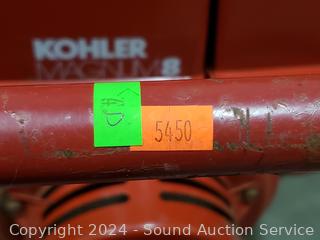 KOHLER
MAGNUM 8
5450
Copyright 2024 - Sound Auction Service